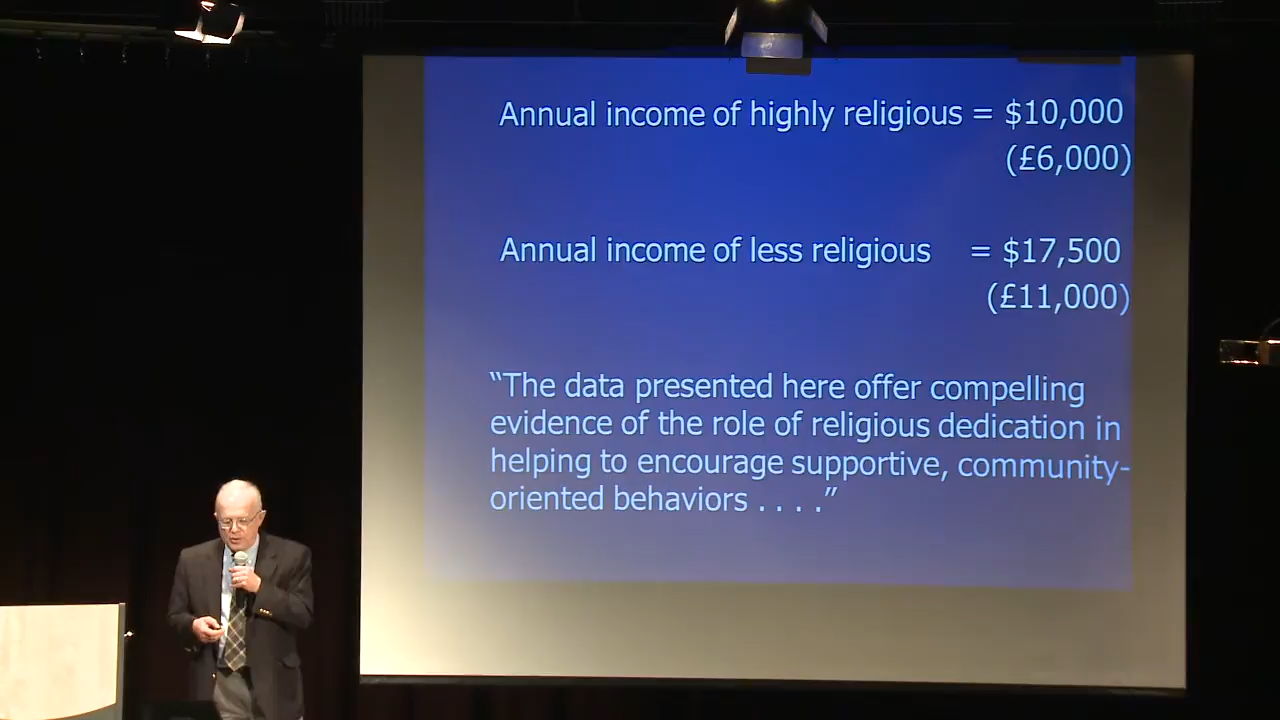 Annual income of highly religious = $10,000
(£6,000)
Annual income of less religious = $17,500
(£11,000)
“The data presented here offer compelling
evidence of the role of religious dedication in
helping to encourage supportive, community-
oriented behaviors . . . .”